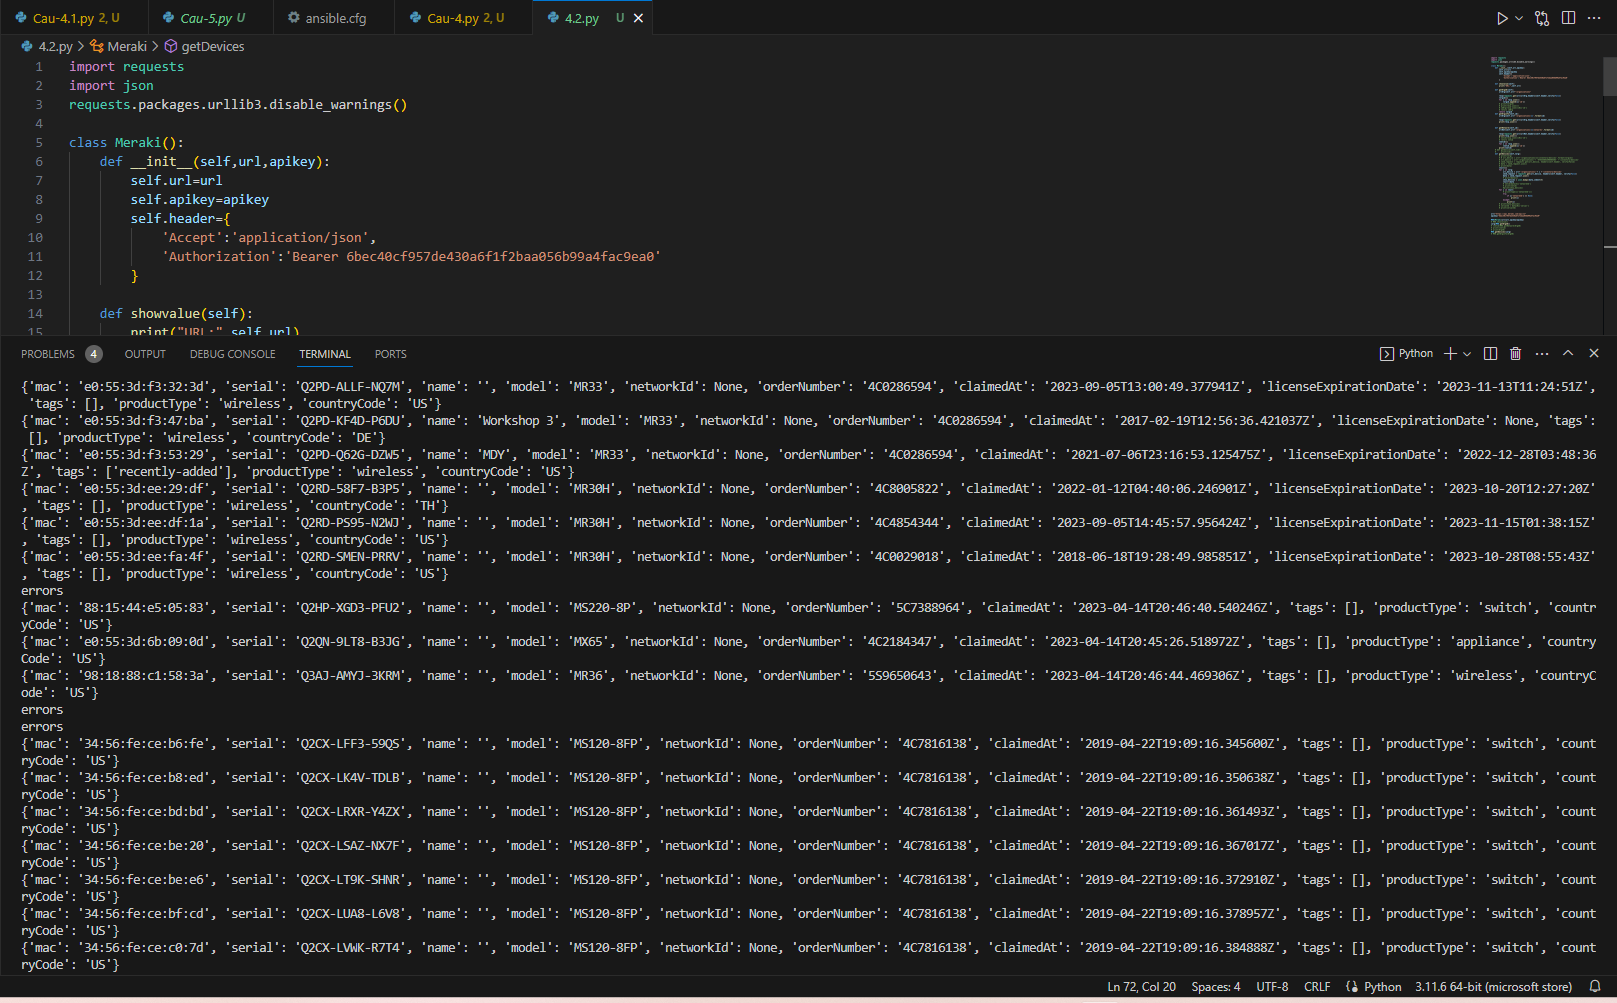 Cau-4.1.py 2, U
Cau-5.py U
ansible.cfg
Cau-4.py 2, U
4.2.py U
4.2.py > Meraki > getDevices
1 import requests
2 import json
3 requests.packages.urllib3.disable_warnings()
4
5 class Meraki():
6 def __init__(self,url,apikey):
7 self.url=url
8 self.apikey=apikey
9 self.header={
10 'Accept':'application/json',
11 'Authorization':'Bearer 6bec40cf957de430a6f1f2baa056b99a4fac9ea0'
12 }
13
14 def showvalue(self):
15 print("URL:",self.url)
PROBLEMS 4 OUTPUT DEBUG CONSOLE TERMINAL PORTS
Python
{'mac': 'e0:55:3d:f3:32:3d', 'serial': 'Q2PD-ALLF-NQ7M', 'name': '', 'model': 'MR33', 'networkId': None, 'orderNumber': '4C0286594', 'claimedAt': '2023-09-05T13:00:49.377941Z', 'licenseExpirationDate': '2023-11-13T11:24:51Z',
'tags': [], 'productType': 'wireless', 'countryCode': 'US'}
{'mac': 'e0:55:3d:f3:47:ba', 'serial': 'Q2PD-KF4D-P6DU', 'name': 'Workshop 3', 'model': 'MR33', 'networkId': None, 'orderNumber': '4C0286594', 'claimedAt': '2017-02-19T12:56:36.421037Z', 'licenseExpirationDate': None, 'tags':
[], 'productType': 'wireless', 'countryCode': 'DE'}
{'mac': 'e0:55:3d:f3:53:29', 'serial': 'Q2PD-Q62G-DZW5', 'name': 'MDY', 'model': 'MR33', 'networkId': None, 'orderNumber': '4C0286594', 'claimedAt': '2021-07-06T23:16:53.125475Z', 'licenseExpirationDate': '2022-12-28T03:48:36
Z', 'tags': ['recently-added'], 'productType': 'wireless', 'countryCode': 'US'}
{'mac': 'e0:55:3d:ee:29:df', 'serial': 'Q2RD-58F7-B3P5', 'name': '', 'model': 'MR30H', 'networkId': None, 'orderNumber': '4C8005822', 'claimedAt': '2022-01-12T04:40:06.246901Z', 'licenseExpirationDate': '2023-10-20T12:27:20Z'
, 'tags': [], 'productType': 'wireless', 'countryCode': 'TH'}
{'mac': 'e0:55:3d:ee:df:1a', 'serial': 'Q2RD-PS95-N2WJ', 'name': '', 'model': 'MR30H', 'networkId': None, 'orderNumber': '4C4854344', 'claimedAt': '2023-09-05T14:45:57.956424Z', 'licenseExpirationDate': '2023-11-15T01:38:15Z'
, 'tags': [], 'productType': 'wireless', 'countryCode': 'US'}
{'mac': 'e0:55:3d:ee:fa:4f', 'serial': 'Q2RD-SMEN-PRRV', 'name': '', 'model': 'MR30H', 'networkId': None, 'orderNumber': '4C0029018', 'claimedAt': '2018-06-18T19:28:49.985851Z', 'licenseExpirationDate': '2023-10-28T08:55:43Z'
, 'tags': [], 'productType': 'wireless', 'countryCode': 'US'}
errors
{'mac': '88:15:44:e5:05:83', 'serial': 'Q2HP-XGD3-PFU2', 'name': '', 'model': 'MS220-8P', 'networkId': None, 'orderNumber': '5C7388964', 'claimedAt': '2023-04-14T20:46:40.540246Z', 'tags': [], 'productType': 'switch', 'countr
yCode': 'US'}
{'mac': 'e0:55:3d:6b:09:0d', 'serial': 'Q2QN-9LT8-B3JG', 'name': '', 'model': 'MX65', 'networkId': None, 'orderNumber': '4C2184347', 'claimedAt': '2023-04-14T20:45:26.518972Z', 'tags': [], 'productType': 'appliance', 'country
Code': 'US'}
{'mac': '98:18:88:c1:58:3a', 'serial': 'Q3AJ-AMYJ-3KRM', 'name': '', 'model': 'MR36', 'networkId': None, 'orderNumber': '5S9650643', 'claimedAt': '2023-04-14T20:46:44.469306Z', 'tags': [], 'productType': 'wireless', 'countryC
ode': 'US'}
errors
errors
{'mac': '34:56:fe:ce:b6:fe', 'serial': 'Q2CX-LFF3-59QS', 'name': '', 'model': 'MS120-8FP', 'networkId': None, 'orderNumber': '4C7816138', 'claimedAt': '2019-04-22T19:09:16.345600Z', 'tags': [], 'productType': 'switch', 'count
ryCode': 'US'}
{'mac': '34:56:fe:ce:b8:ed', 'serial': 'Q2CX-LK4V-TDLB', 'name': '', 'model': 'MS120-8FP', 'networkId': None, 'orderNumber': '4C7816138', 'claimedAt': '2019-04-22T19:09:16.350638Z', 'tags': [], 'productType': 'switch', 'count
ryCode': 'US'}
{'mac': '34:56:fe:ce:bd:bd', 'serial': 'Q2CX-LRXR-Y4ZX', 'name': '', 'model': 'MS120-8FP', 'networkId': None, 'orderNumber': '4C7816138', 'claimedAt': '2019-04-22T19:09:16.361493Z', 'tags': [], 'productType': 'switch', 'count
ryCode': 'US'}
{'mac': '34:56:fe:ce:be:20', 'serial': 'Q2CX-LSAZ-NX7F', 'name': '', 'model': 'MS120-8FP', 'networkId': None, 'orderNumber': '4C7816138', 'claimedAt': '2019-04-22T19:09:16.367017Z', 'tags': [], 'productType': 'switch', 'count
ryCode': 'US'}
{'mac': '34:56:fe:ce:be:e6', 'serial': 'Q2CX-LT9K-SHNR', 'name': '', 'model': 'MS120-8FP', 'networkId': None, 'orderNumber': '4C7816138', 'claimedAt': '2019-04-22T19:09:16.372910Z', 'tags': [], 'productType': 'switch', 'count
ryCode': 'US'}
{'mac': '34:56:fe:ce:bf:cd', 'serial': 'Q2CX-LUA8-L6V8', 'name': '', 'model': 'MS120-8FP', 'networkId': None, 'orderNumber': '4C7816138', 'claimedAt': '2019-04-22T19:09:16.378957Z', 'tags': [], 'productType': 'switch', 'count
ryCode': 'US'}
{'mac': '34:56:fe:ce:c0:7d', 'serial': 'Q2CX-LVWK-R7T4', 'name': '', 'model': 'MS120-8FP', 'networkId': None, 'orderNumber': '4C7816138', 'claimedAt': '2019-04-22T19:09:16.384888Z', 'tags': [], 'productType': 'switch', 'count
ryCode': 'US'}
Ln 72, Col 20 Spaces: 4 UTF-8 CRLF Python 3.11.6 64-bit (microsoft store)